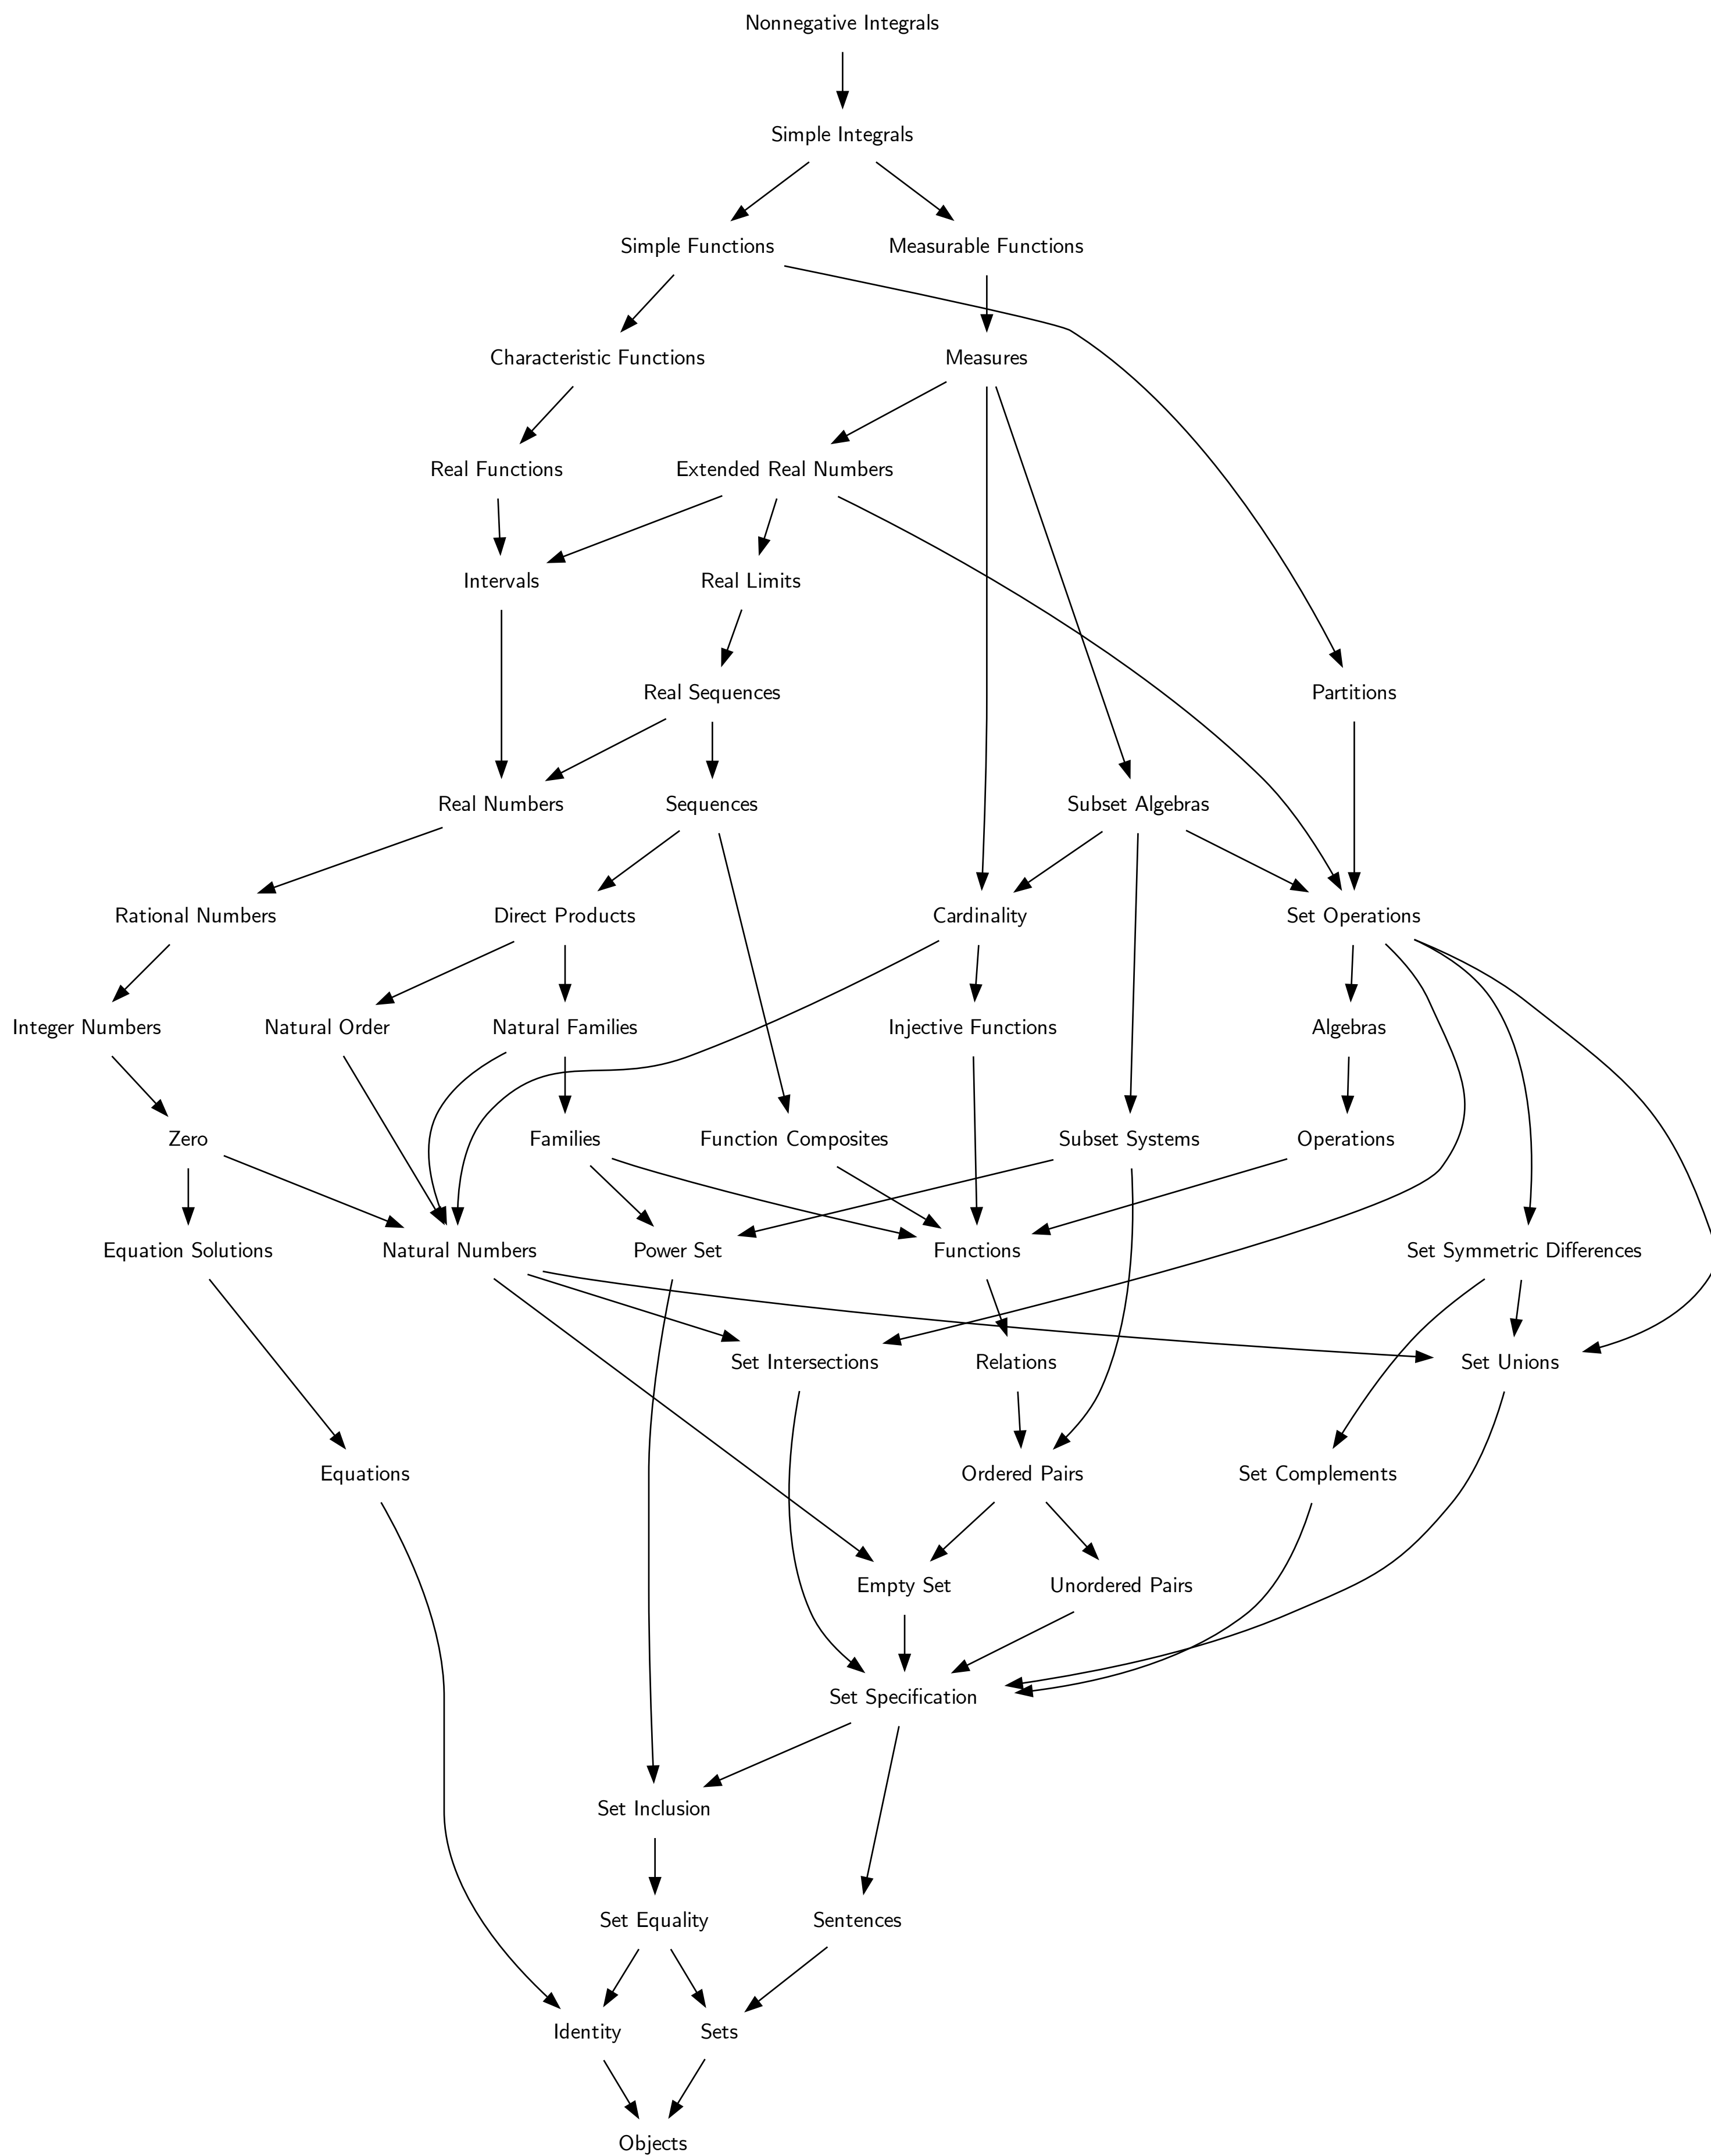 Nonnegative Integrals
Simple Integrals
Simple Functions
Measurable Functions
Characteristic Functions
Measures
Real Functions
Extended Real Numbers
Intervals
Real Limits
Real Sequences
Partitions
Real Numbers
Sequences
Subset Algebras
Rational Numbers
Direct Products
Cardinality
Set Operations
Integer Numbers
Natural Order
Natural Families
Injective Functions
Algebras
Zero
Families
Function Composites
Subset Systems
Operations
Equation Solutions
Natural Numbers
Power Set
Functions
Set Symmetric Differences
Set Intersections
Relations
Set Unions
Equations
Ordered Pairs
Set Complements
Empty Set
Unordered Pairs
Set Specification
Set Inclusion
Set Equality
Sentences
Identity
Sets
Objects